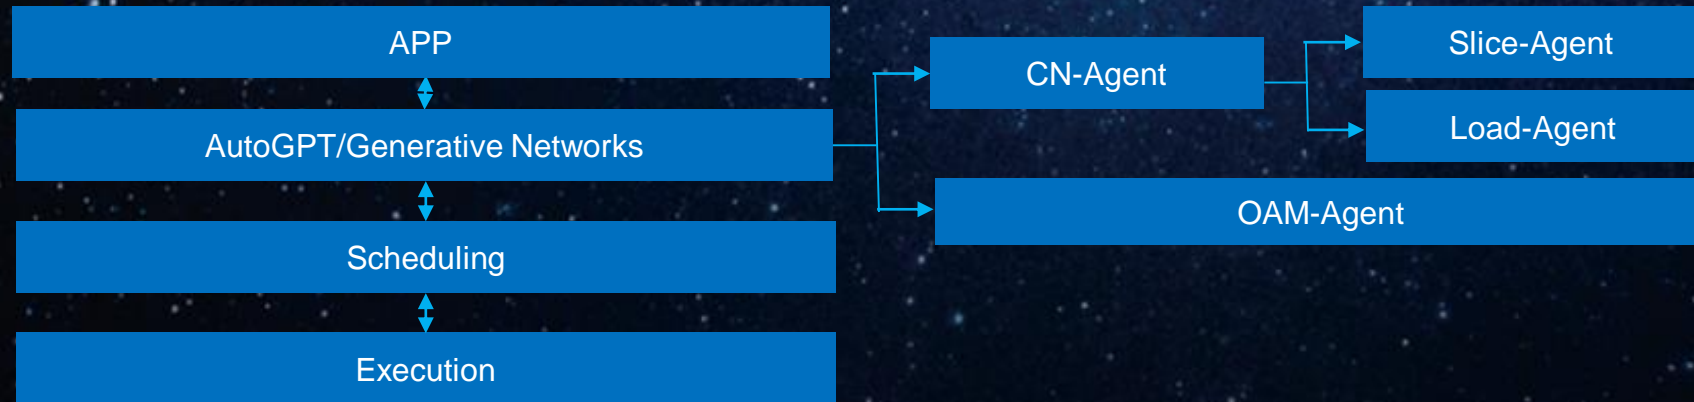 APP
AutoGPT/Generative Networks
Scheduling
Execution
CN-Agent
Slice-Agent
Load-Agent
OAM-Agent